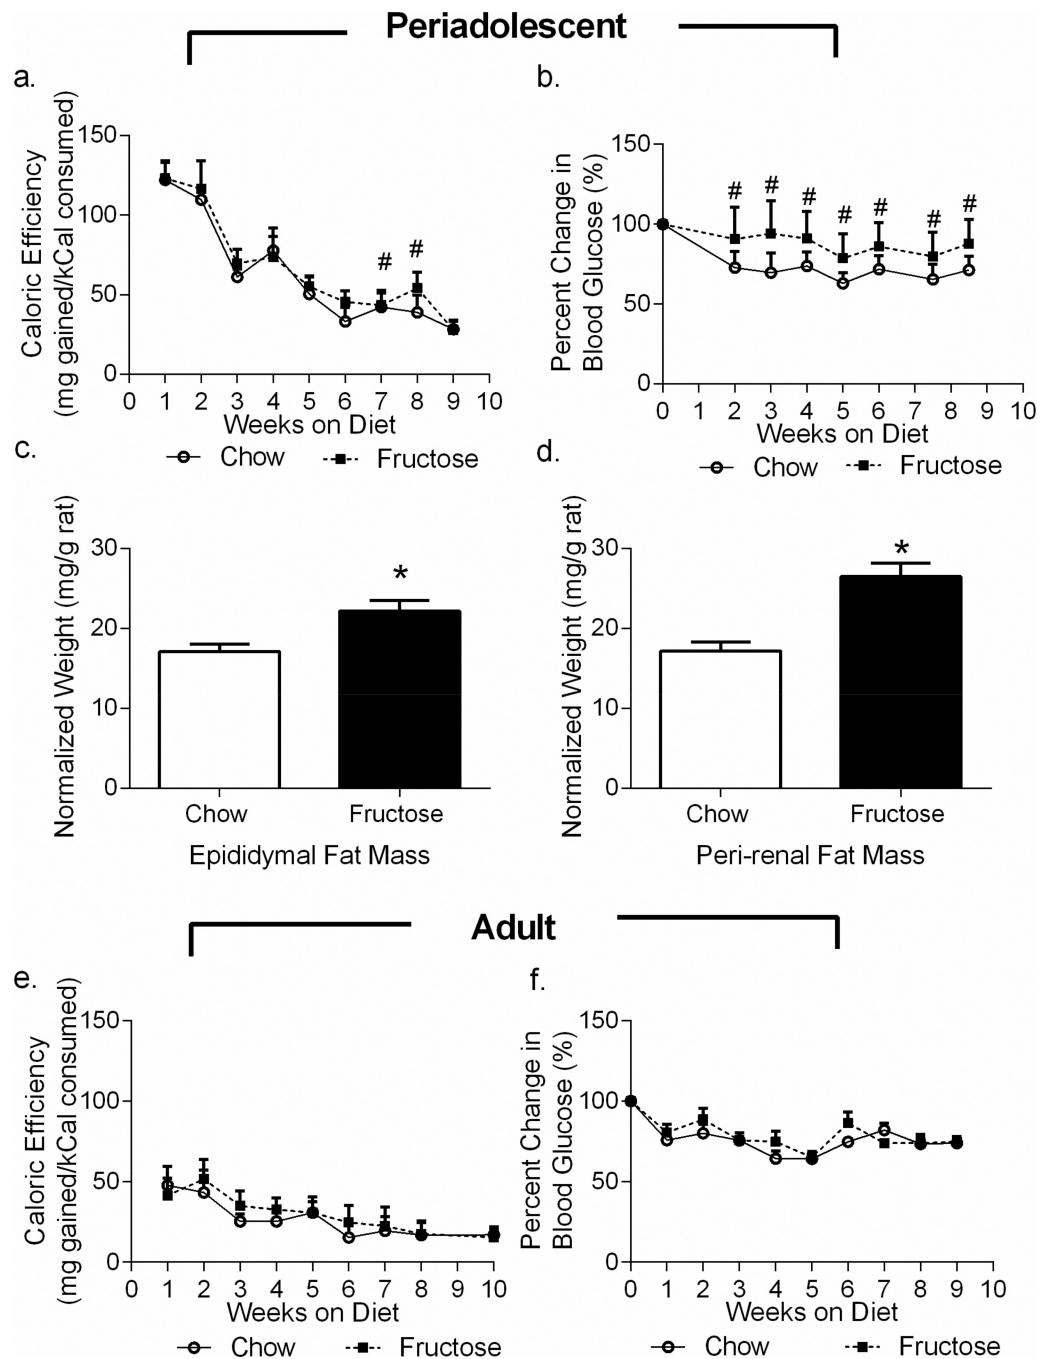 Periadolescent
a.
Caloric Efficiency
(mg gained/kCal consumed)
150
100
50
0
# #
0 1 2 3 4 5 6 7 8 9 10
Weeks on Diet
Chow Fructose
b.
Percent Change in
Blood Glucose (%)
150
100
50
0
# # # # # # #
0 1 2 3 4 5 6 7 8 9 10
Weeks on Diet
Chow Fructose
c.
Normalized Weight (mg/g rat)
30
20
10
0
*
Chow Fructose
Epididymal Fat Mass
d.
Normalized Weight (mg/g rat)
30
20
10
0
*
Chow Fructose
Peri-renal Fat Mass
Adult
e.
Caloric Efficiency
(mg gained/kCal consumed)
150
100
50
0
0 1 2 3 4 5 6 7 8 9 10
Weeks on Diet
Chow Fructose
f.
Percent Change in
Blood Glucose (%)
150
100
50
0
0 1 2 3 4 5 6 7 8 9 10
Weeks on Diet
Chow Fructose